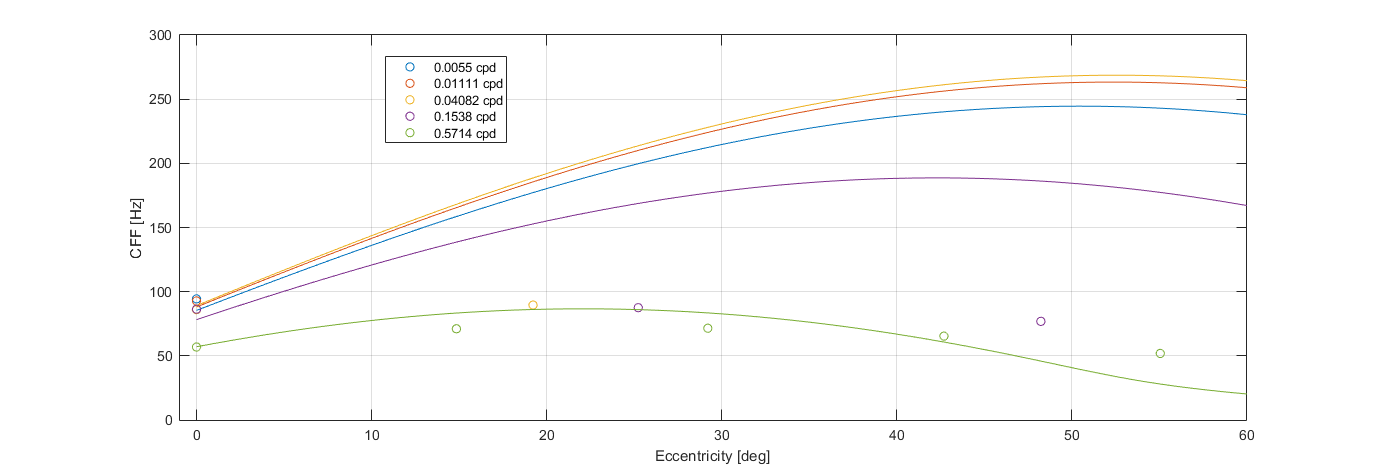 300
250
200
150
100
50
0
CFF [Hz]
0.0055 cpd
0.01111 cpd
0.04082 cpd
0.1538 cpd
0.5714 cpd
0 10 20 30 40 50 60
Eccentricity [deg]